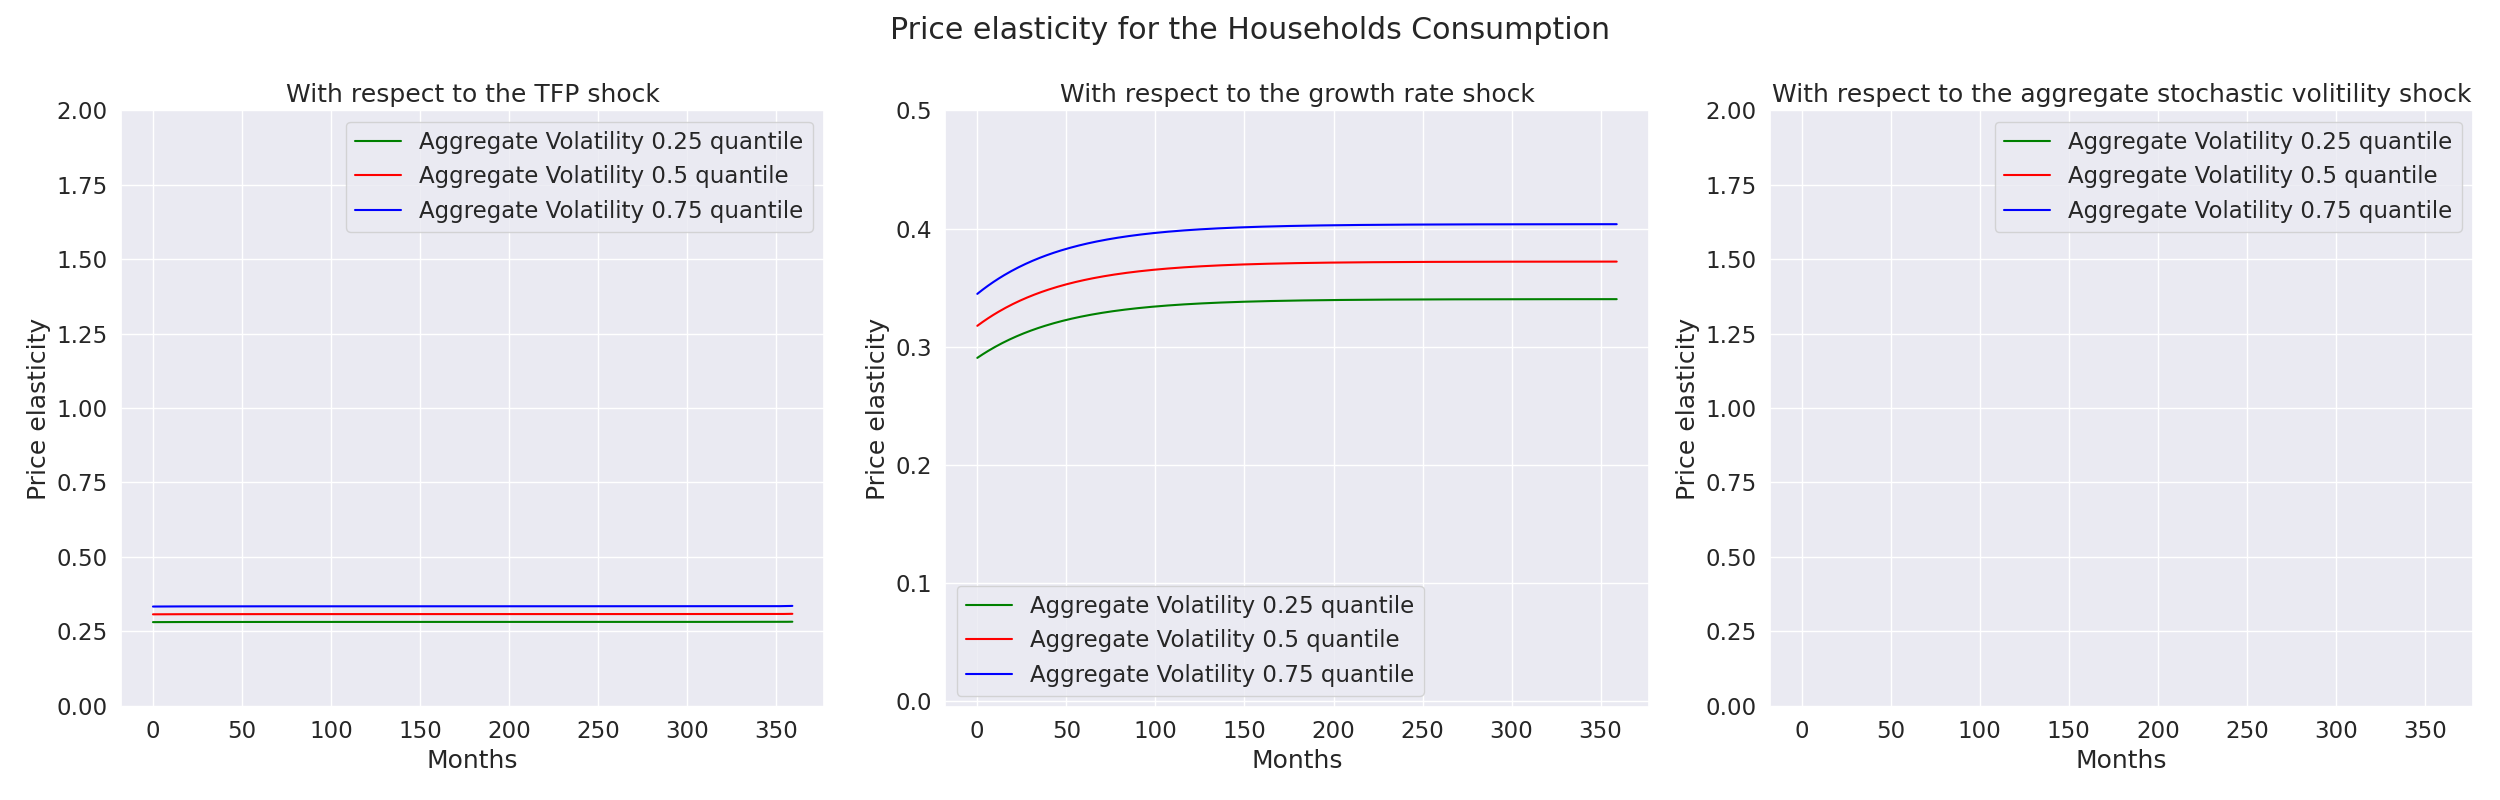 Price elasticity for the Households Consumption
With respect to the TFP shock
2.00
1.75
1.50
1.25
1.00
0.75
0.50
0.25
0.00
Price elasticity
Aggregate Volatility 0.25 quantile
Aggregate Volatility 0.5 quantile
Aggregate Volatility 0.75 quantile
0 50 100 150 200 250 300 350
Months
With respect to the growth rate shock
0.5
0.4
0.3
0.2
0.1
0.0
Price elasticity
Aggregate Volatility 0.25 quantile
Aggregate Volatility 0.5 quantile
Aggregate Volatility 0.75 quantile
0 50 100 150 200 250 300 350
Months
With respect to the aggregate stochastic volitility shock
2.00
1.75
1.50
1.25
1.00
0.75
0.50
0.25
0.00
Price elasticity
Aggregate Volatility 0.25 quantile
Aggregate Volatility 0.5 quantile
Aggregate Volatility 0.75 quantile
0 50 100 150 200 250 300 350
Months